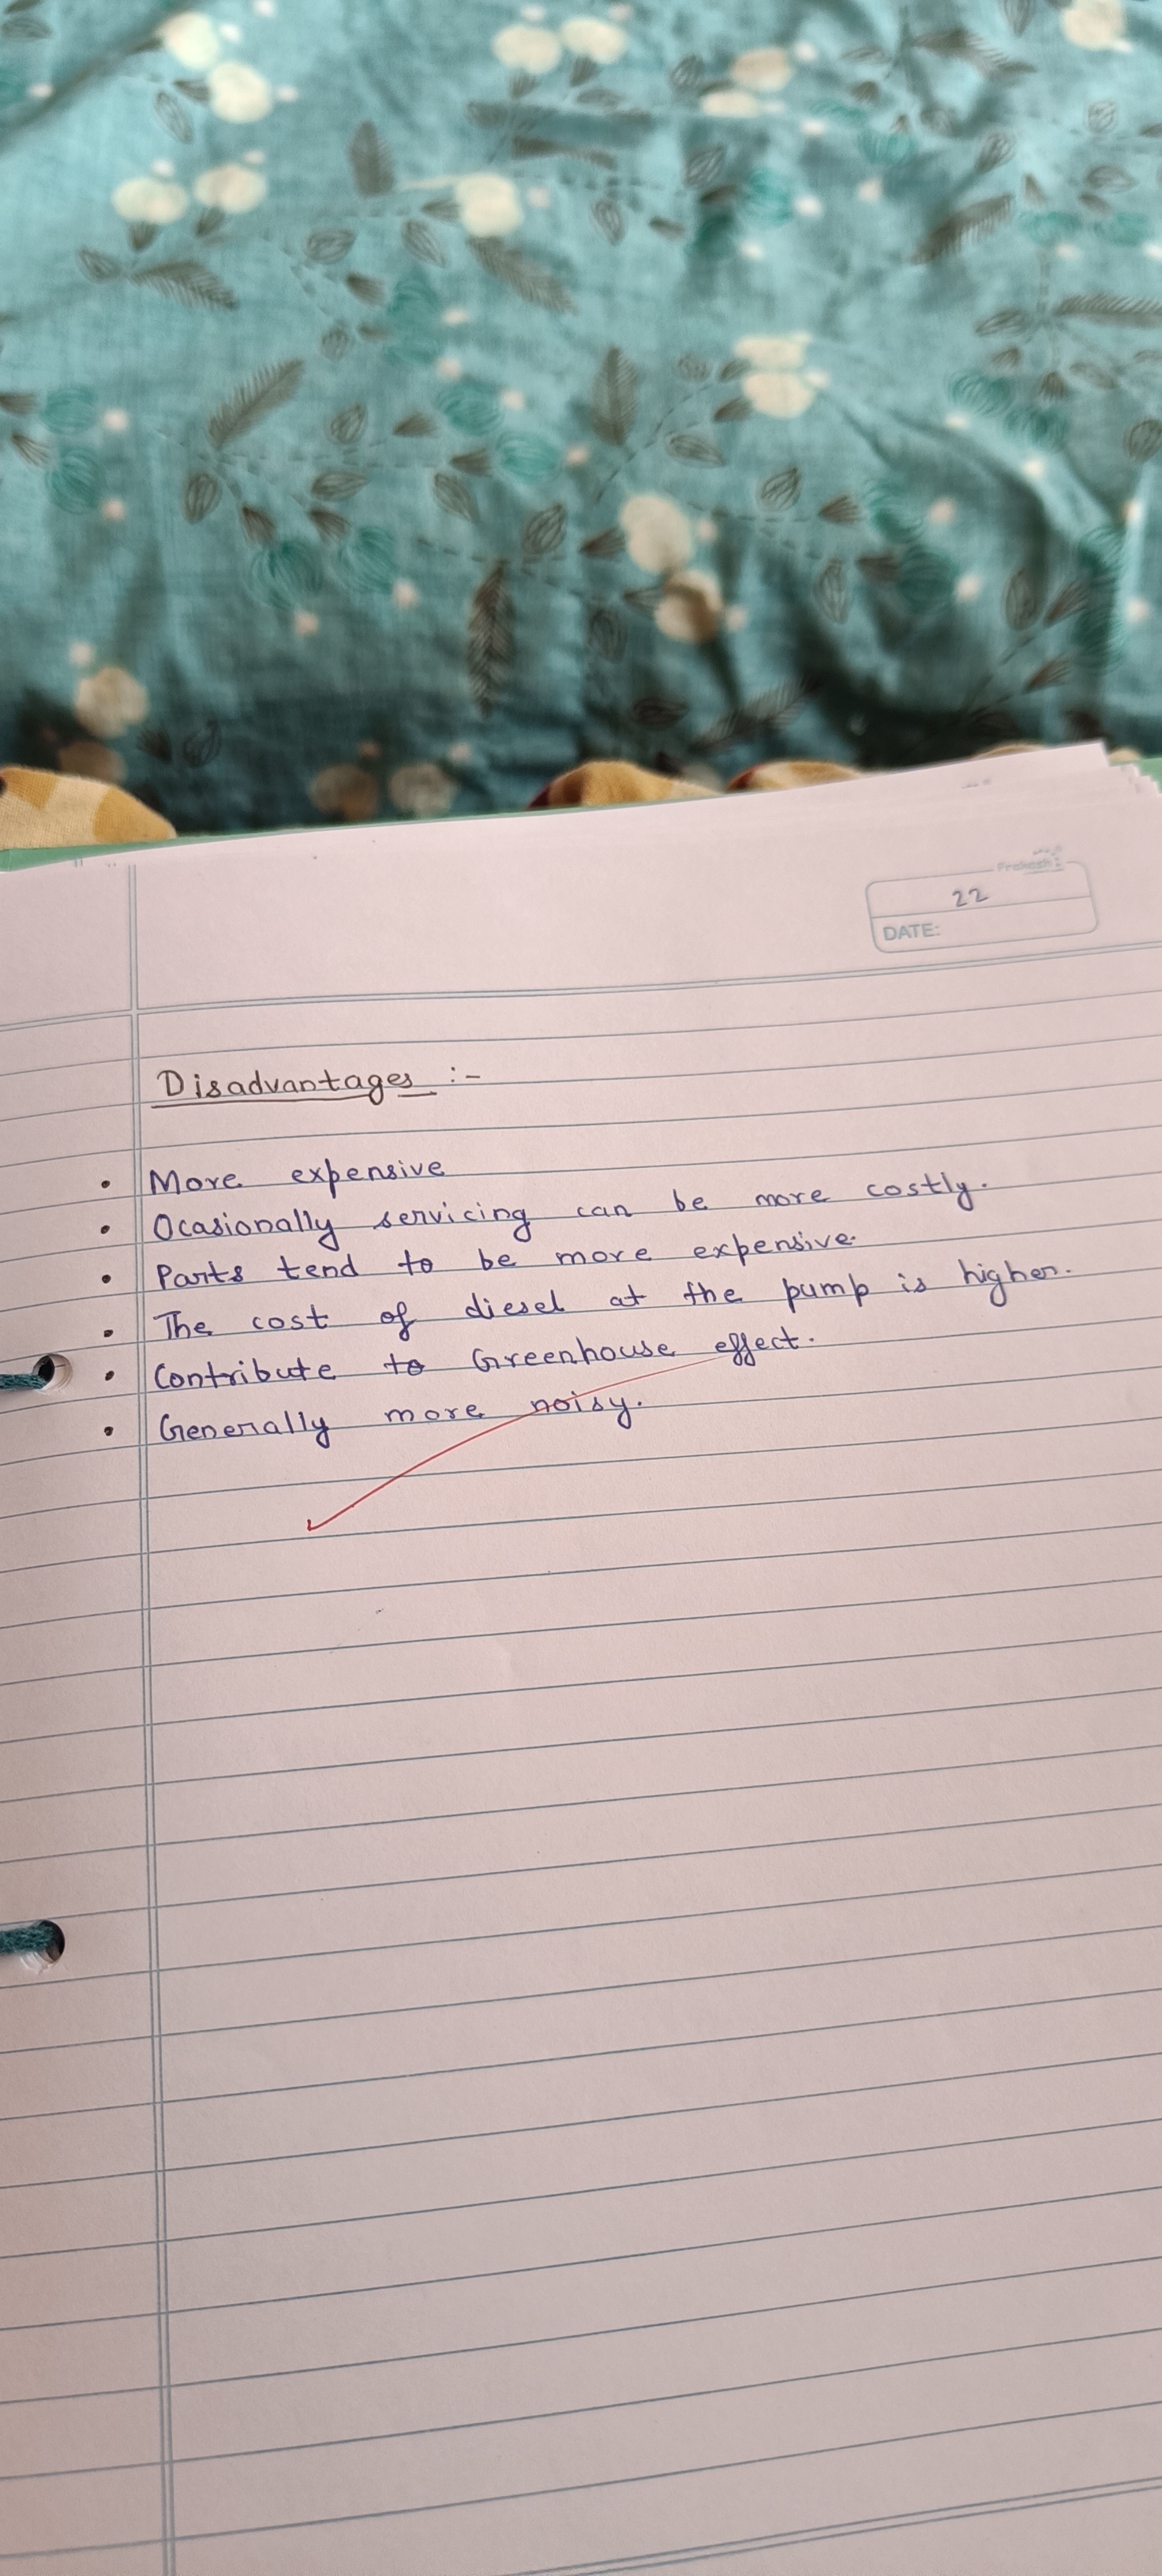 Prakash
22
DATE:
Disadvantages :-
• More expensive
• Ocasionally servicing can be more costly.
• Parts tend to be more expensive.
• The cost of diesel at the pump is higher.
• Contribute to Greenhouse effect.
• Generally more noisy.